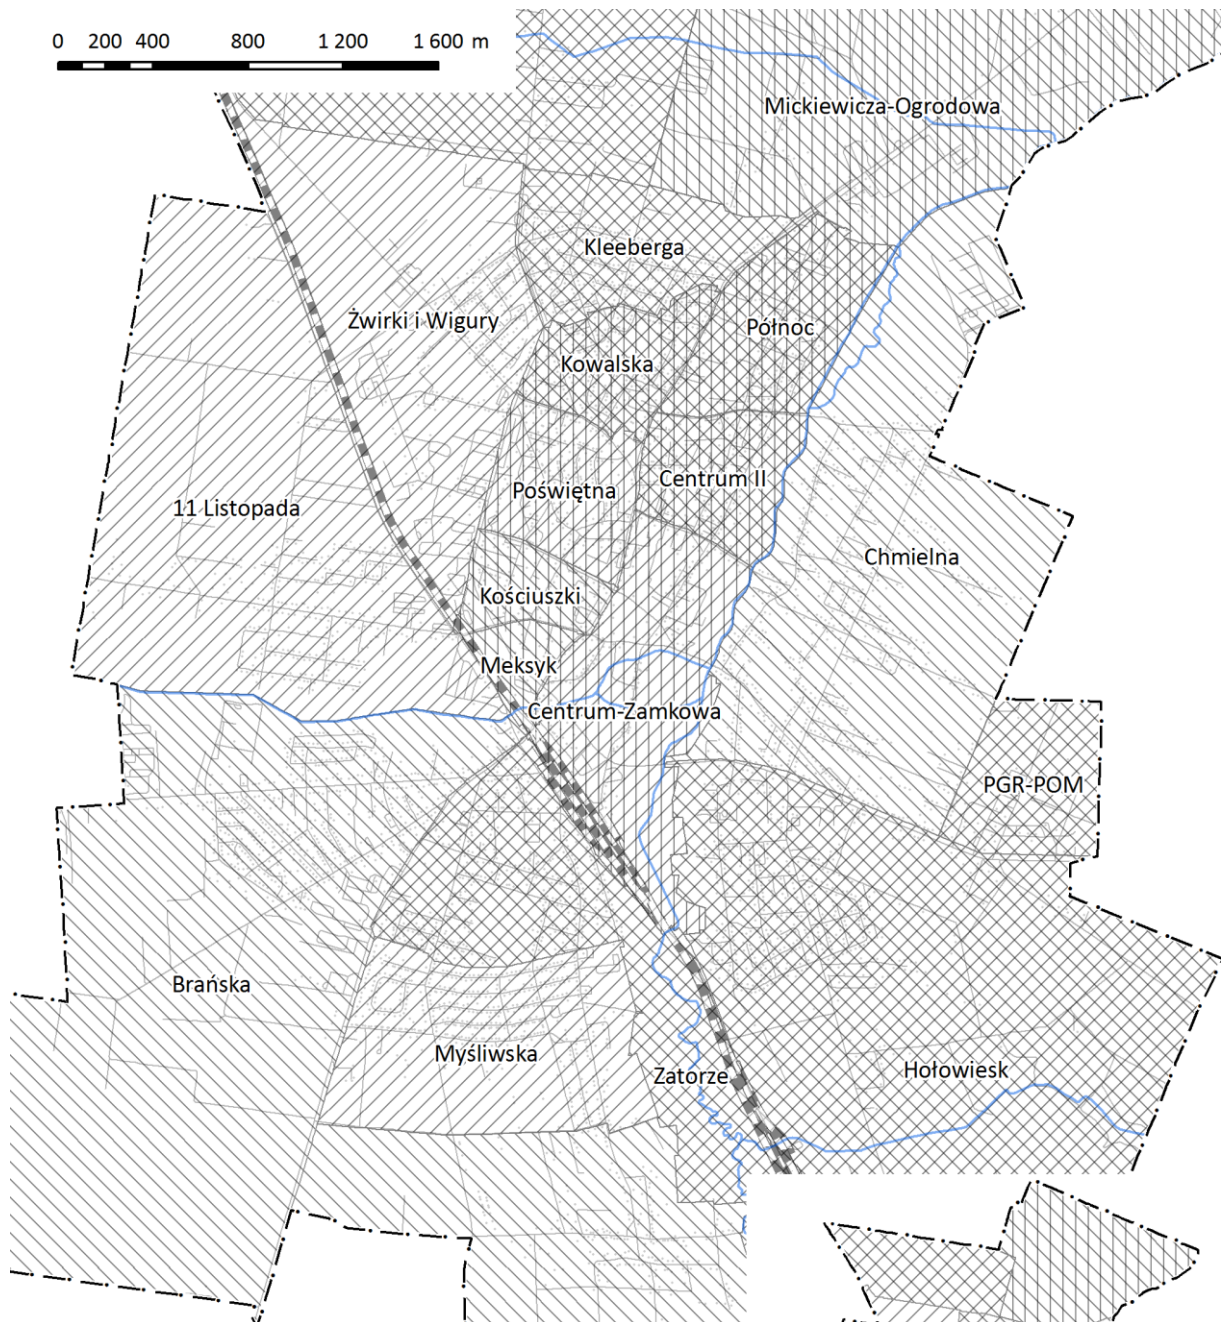 0 200 400 800 1 200 1 600 m
Mickiewicza-Ogrodowa
Kleeberga
Żwirki i Wigury
Północ
Kowalska
Poświętna
Centrum II
11 Listopada
Chmielna
Kościuszki
Meksyk
Centrum-Zamkowa
PGR-POM
Brańska
Myśliwska
Zatorze
Hołowiesk